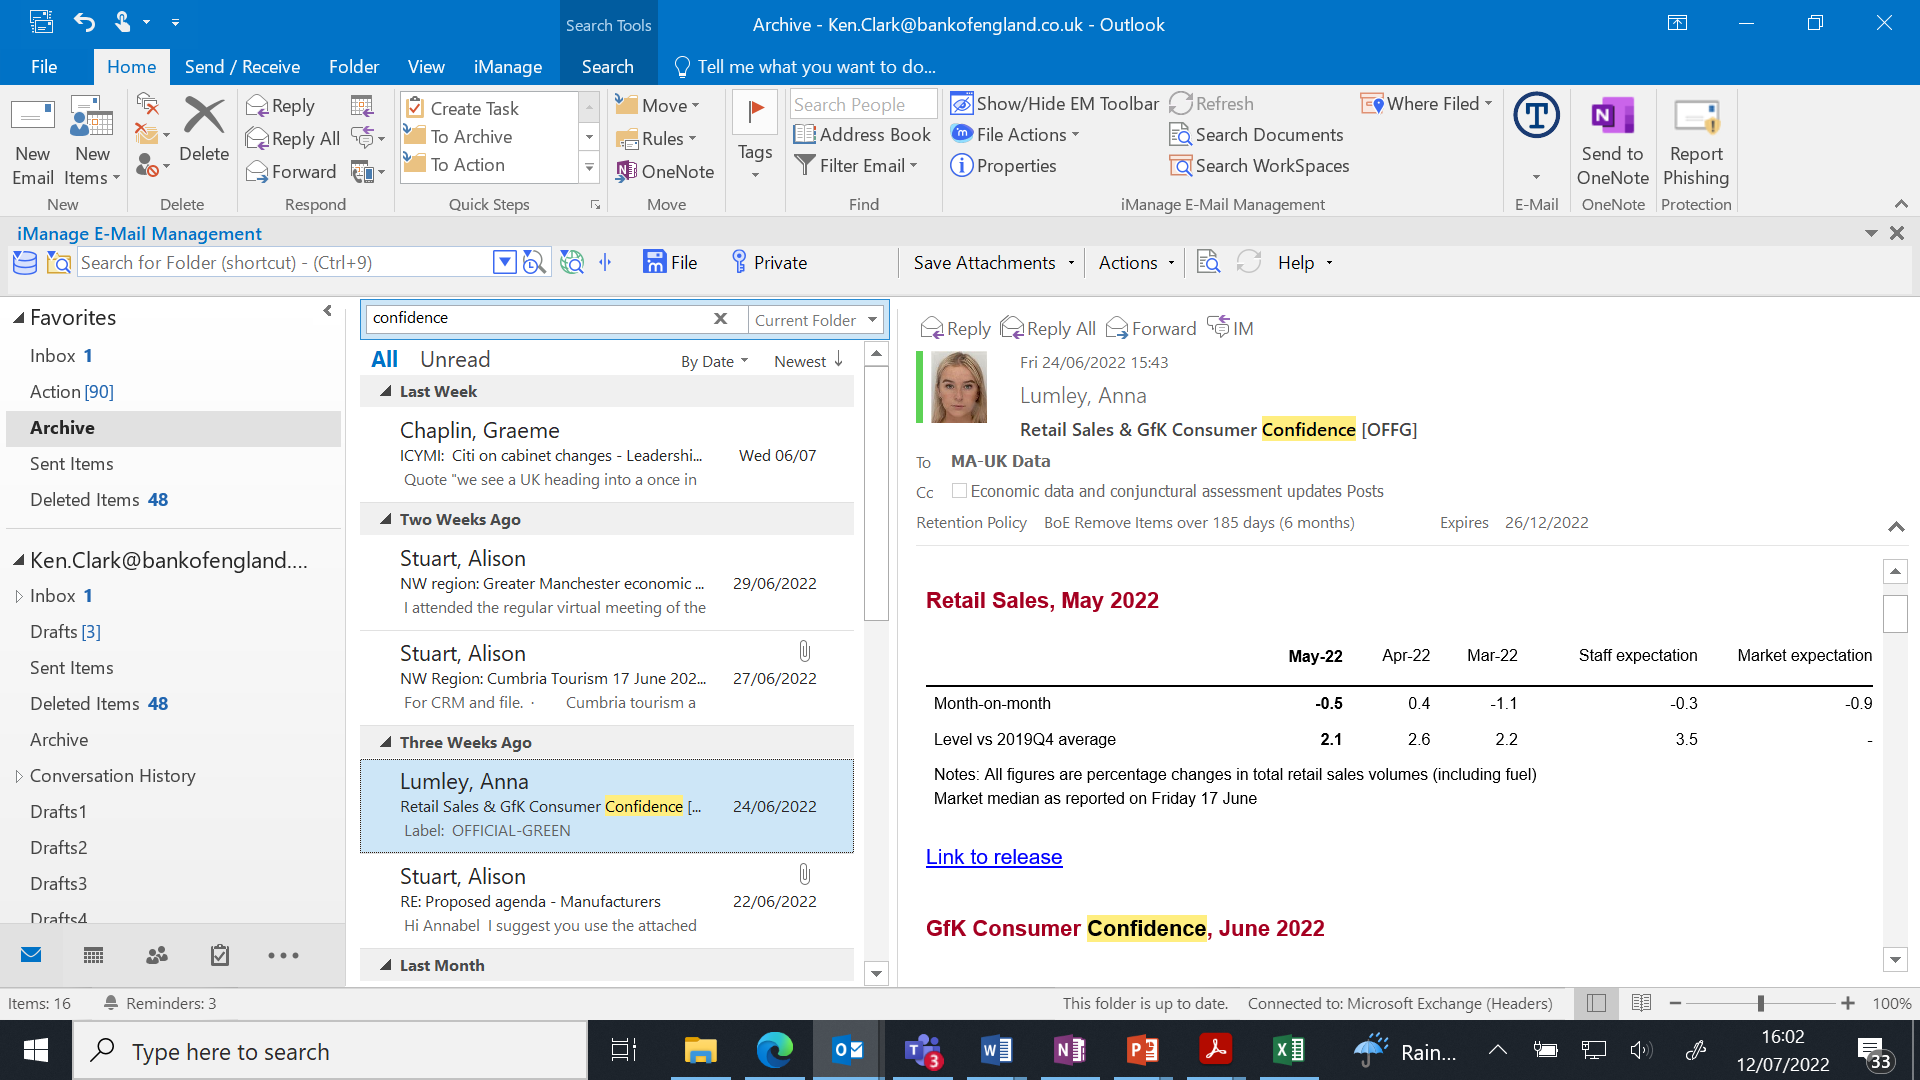 Search Tools
Archive - Ken.Clark@bankofengland.co.uk - Outlook
File
Home
Send / Receive
Folder
View
iManage
Search
Tell me what you want to do...
New Email
New Items
New
Delete
Delete
Reply
Reply All
Forward
Respond
Create Task
To Archive
To Action
Quick Steps
Move
Rules
OneNote
Move
Tags
Search People
Address Book
Filter Email
Find
Show/Hide EM Toolbar
File Actions
Properties
Refresh
Search Documents
Search WorkSpaces
Where Filed
iManage E-Mail Management
T
E-Mail
Send to OneNote
OneNote
Report Phishing
Protection
iManage E-Mail Management
Search for Folder (shortcut) - (Ctrl+9)
File
Private
Save Attachments
Actions
Help
Favorites
Inbox 1
Action [90]
Archive
Sent Items
Deleted Items 48
Ken.Clark@bankofengland....
Inbox 1
Drafts [3]
Sent Items
Deleted Items 48
Archive
Conversation History
Drafts1
Drafts2
Drafts3
Drafts4
confidence
Current Folder
All
Unread
By Date
Newest
Last Week
Chaplin, Graeme
ICYMI: Citi on cabinet changes - Leadershi... Wed 06/07
Quote "we see a UK heading into a once in
Two Weeks Ago
Stuart, Alison
NW region: Greater Manchester economic ... 29/06/2022
I attended the regular virtual meeting of the
Stuart, Alison
NW Region: Cumbria Tourism 17 June 202... 27/06/2022
For CRM and file. · Cumbria tourism a
Three Weeks Ago
Lumley, Anna
Retail Sales & GfK Consumer Confidence [... 24/06/2022
Label: OFFICIAL-GREEN
Stuart, Alison
RE: Proposed agenda - Manufacturers 22/06/2022
Hi Annabel I suggest you use the attached
Last Month
Reply
Reply All
Forward
IM
Fri 24/06/2022 15:43
Lumley, Anna
Retail Sales & GfK Consumer Confidence [OFFG]
To MA-UK Data
Cc Economic data and conjunctural assessment updates Posts
Retention Policy BoE Remove Items over 185 days (6 months) Expires 26/12/2022
Retail Sales, May 2022
May-22 Apr-22 Mar-22 Staff expectation Market expectation
Month-on-month -0.5 0.4 -1.1 -0.3 -0.9
Level vs 2019Q4 average 2.1 2.6 2.2 3.5 -
Notes: All figures are percentage changes in total retail sales volumes (including fuel)
Market median as reported on Friday 17 June
Link to release
GfK Consumer Confidence, June 2022
Items: 16
Reminders: 3
This folder is up to date.
Connected to: Microsoft Exchange (Headers)
100%
Type here to search
3
Rain...
16:02
12/07/2022
33